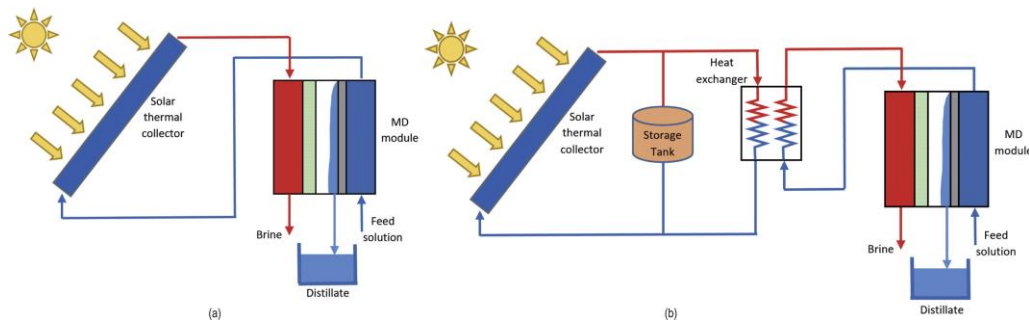 Solar
thermal
collector
MD
module
Brine
Feed
solution
Distillate
(a)
Solar
thermal
collector
Storage
Tank
Heat
exchanger
MD
module
Brine
Feed
solution
Distillate
(b)